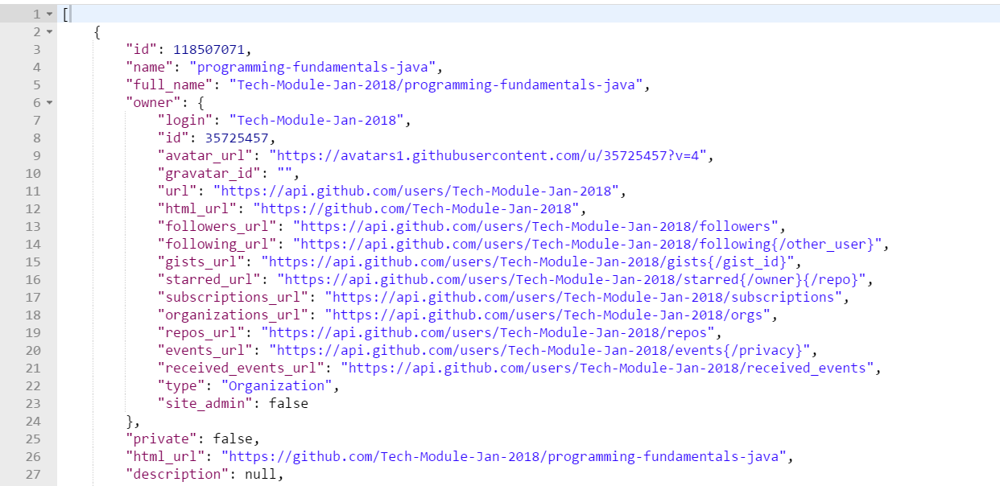 1 [
2 {
3 "id": 118507071,
4 "name": "programming-fundamentals-java",
5 "full_name": "Tech-Module-Jan-2018/programming-fundamentals-java",
6 "owner": {
7 "login": "Tech-Module-Jan-2018",
8 "id": 35725457,
9 "avatar_url": "https://avatars1.githubusercontent.com/u/35725457?v=4",
10 "gravatar_id": "",
11 "url": "https://api.github.com/users/Tech-Module-Jan-2018",
12 "html_url": "https://github.com/Tech-Module-Jan-2018",
13 "followers_url": "https://api.github.com/users/Tech-Module-Jan-2018/followers",
14 "following_url": "https://api.github.com/users/Tech-Module-Jan-2018/following{/other_user}",
15 "gists_url": "https://api.github.com/users/Tech-Module-Jan-2018/gists{/gist_id}",
16 "starred_url": "https://api.github.com/users/Tech-Module-Jan-2018/starred{/owner}{/repo}",
17 "subscriptions_url": "https://api.github.com/users/Tech-Module-Jan-2018/subscriptions",
18 "organizations_url": "https://api.github.com/users/Tech-Module-Jan-2018/orgs",
19 "repos_url": "https://api.github.com/users/Tech-Module-Jan-2018/repos",
20 "events_url": "https://api.github.com/users/Tech-Module-Jan-2018/events{/privacy}",
21 "received_events_url": "https://api.github.com/users/Tech-Module-Jan-2018/received_events",
22 "type": "Organization",
23 "site_admin": false
24 },
25 "private": false,
26 "html_url": "https://github.com/Tech-Module-Jan-2018/programming-fundamentals-java",
27 "description": null,